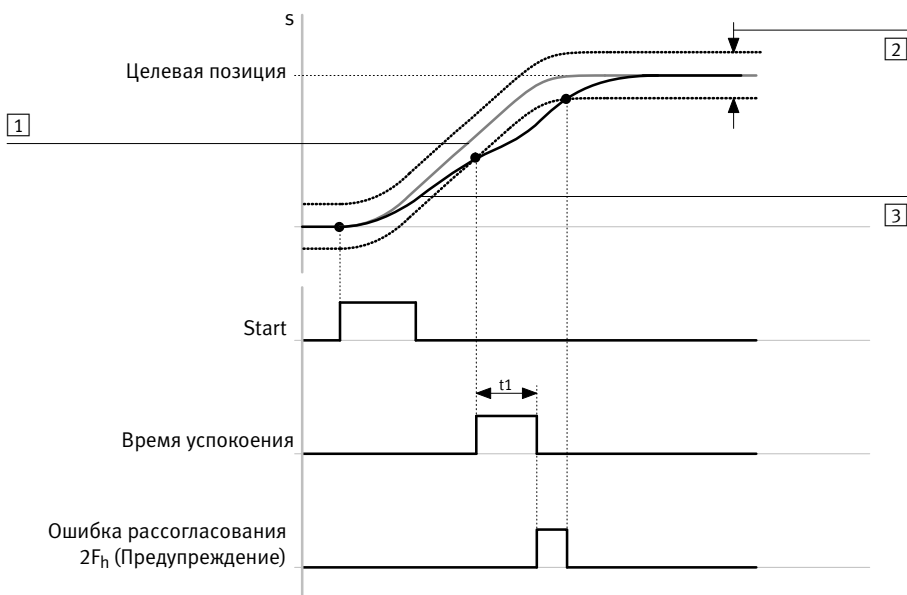 s
Целевая позиция
2
1
3
Start
t1
Время успокоения
Ошибка рассогласования
2Fh (Предупреждение)